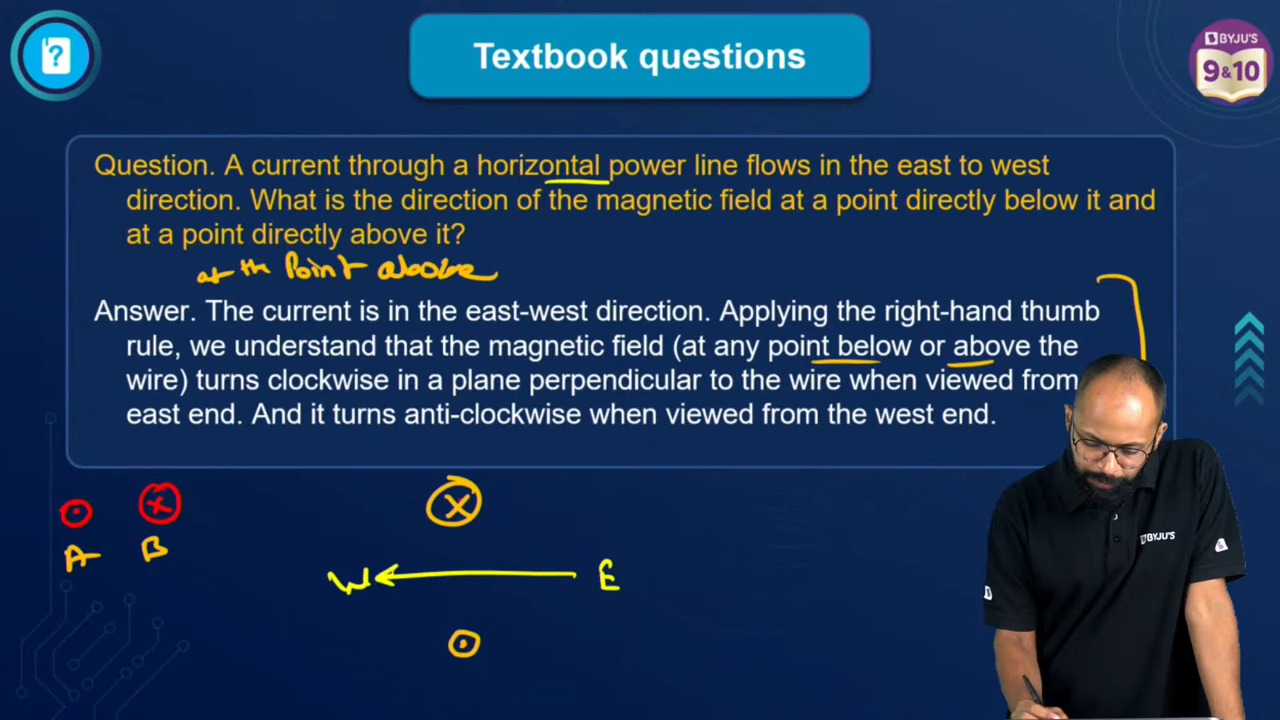 Textbook questions
BYJU'S
9&10
Question. A current through a horizontal power line flows in the east to west
direction. What is the direction of the magnetic field at a point directly below it and
at a point directly above it?
at the Point above
Answer. The current is in the east-west direction. Applying the right-hand thumb
rule, we understand that the magnetic field (at any point below or above the
wire) turns clockwise in a plane perpendicular to the wire when viewed from
east end. And it turns anti-clockwise when viewed from the west end.
X
X
A B
W E
BYJU'S